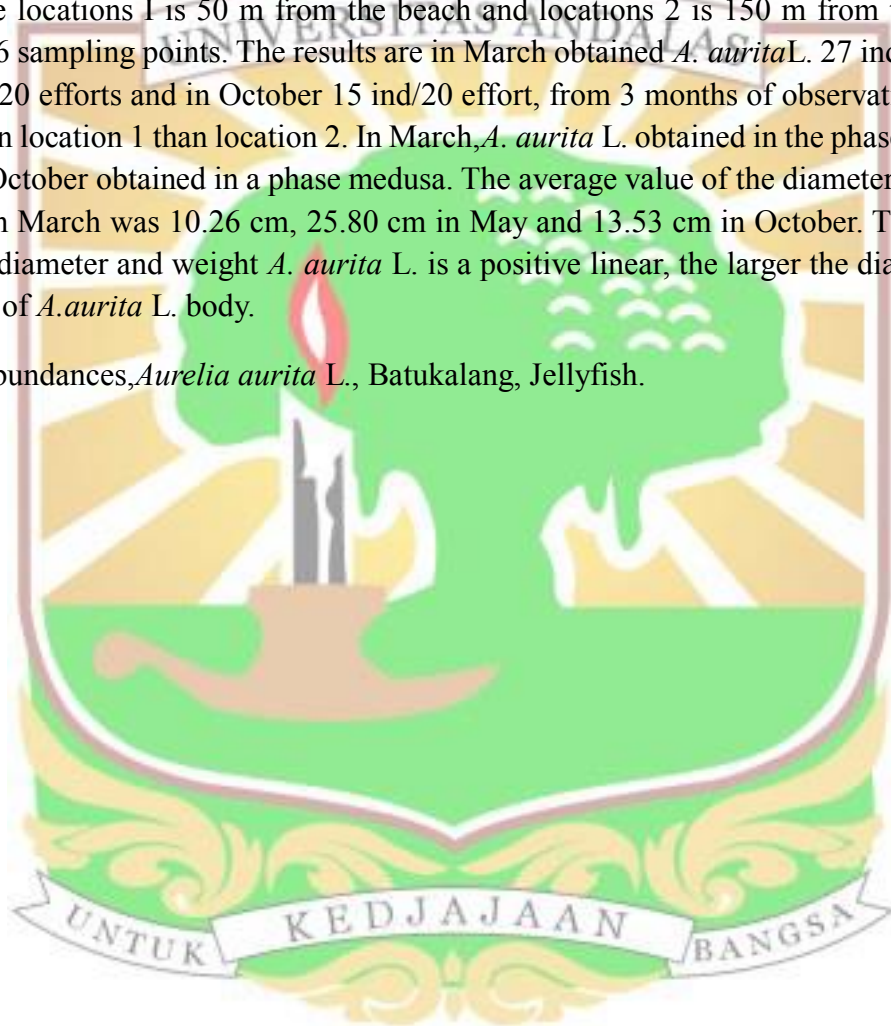 e locations 1 is 50 m from the beach and locations 2 is 150 m from
6 sampling points. The results are in March obtained A. auritaL. 27 ind
UNIVERSITAS ANDALAS
20 efforts and in October 15 ind/20 effort, from 3 months of observati
n location 1 than location 2. In March,A. aurita L. obtained in the phase
October obtained in a phase medusa. The average value of the diameter
n March was 10.26 cm, 25.80 cm in May and 13.53 cm in October. T
diameter and weight A. aurita L. is a positive linear, the larger the dia
of A.aurita L. body.
bundances,Aurelia aurita L., Batukalang, Jellyfish.
UNTUK KEDJAJAAN BANGSA